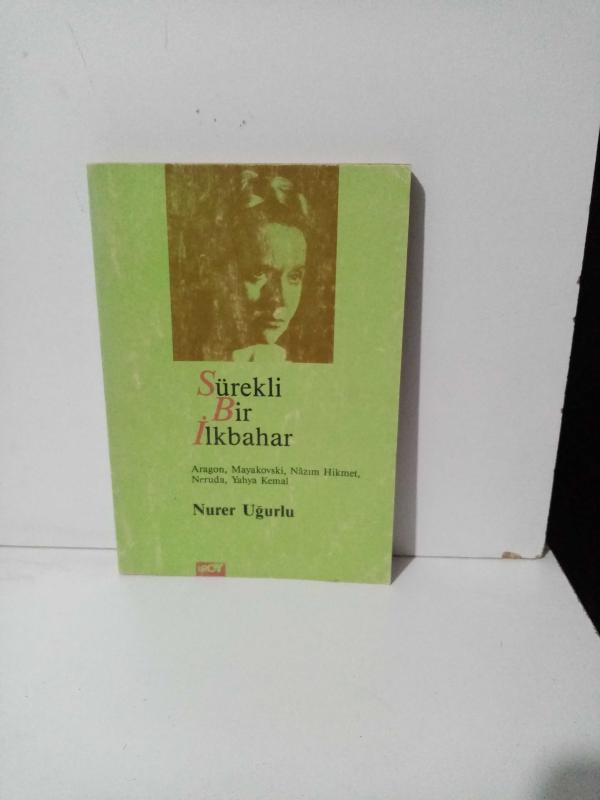 Sürekli
Bir
İlkbahar
Aragon, Mayakovski, Nâzım Hikmet,
Neruda, Yahya Kemal
Nurer Uğurlu